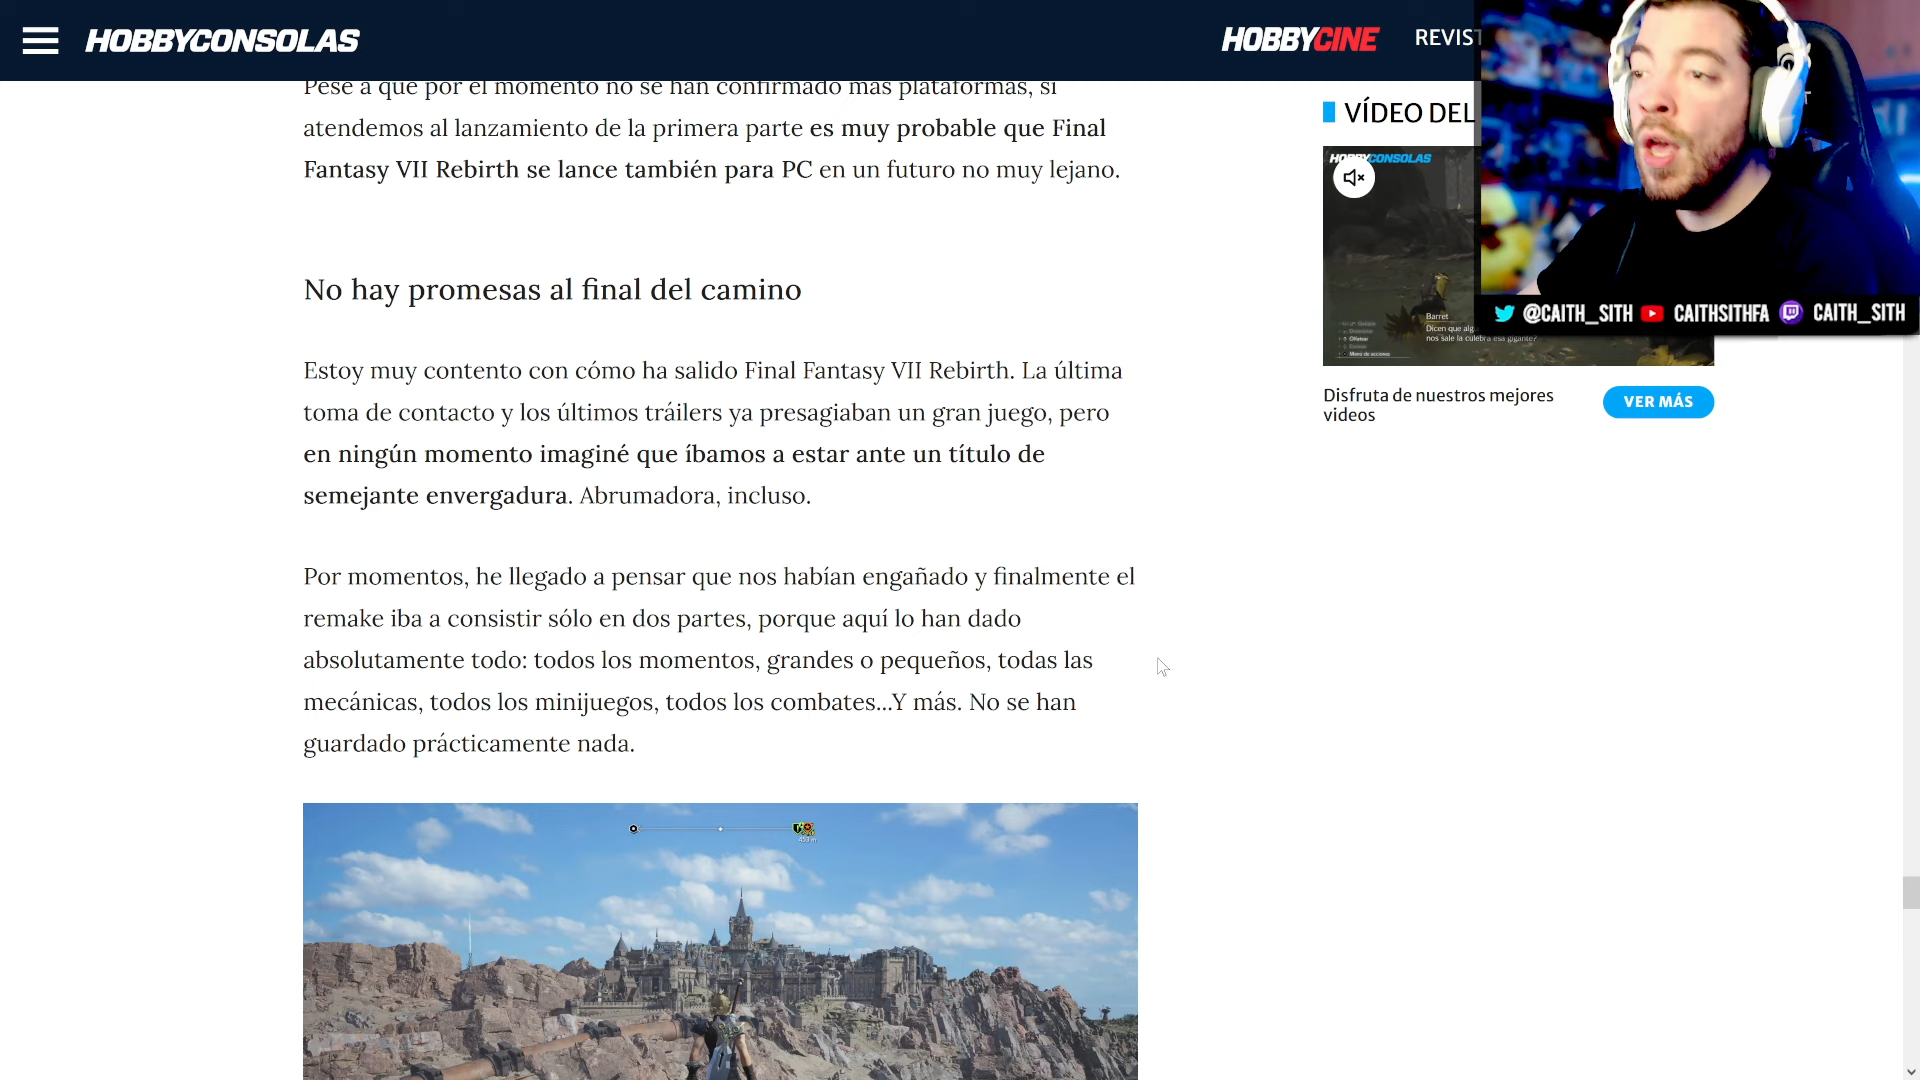 HOBBYCONSOLAS
HOBBYCINE
REVIST
Pese a que por el momento no se han confirmado más plataformas, si
atendemos al lanzamiento de la primera parte es muy probable que Final
Fantasy VII Rebirth se lance también para PC en un futuro no muy lejano.
No hay promesas al final del camino
Estoy muy contento con cómo ha salido Final Fantasy VII Rebirth. La última
toma de contacto y los últimos tráilers ya presagiaban un gran juego, pero
en ningún momento imaginé que íbamos a estar ante un título de
semejante envergadura. Abrumadora, incluso.
Por momentos, he llegado a pensar que nos habían engañado y finalmente el
remake iba a consistir sólo en dos partes, porque aquí lo han dado
absolutamente todo: todos los momentos, grandes o pequeños, todas las
mecánicas, todos los minijuegos, todos los combates...Y más. No se han
guardado prácticamente nada.
VÍDEO DEL
HOBBYCONSOLAS
Barret
Dicen que alg
nos sale la culebra esa gigante?
@CAITH_SITH CAITHSITHFA CAITH_SITH
Disfruta de nuestros mejores
videos
VER MÁS